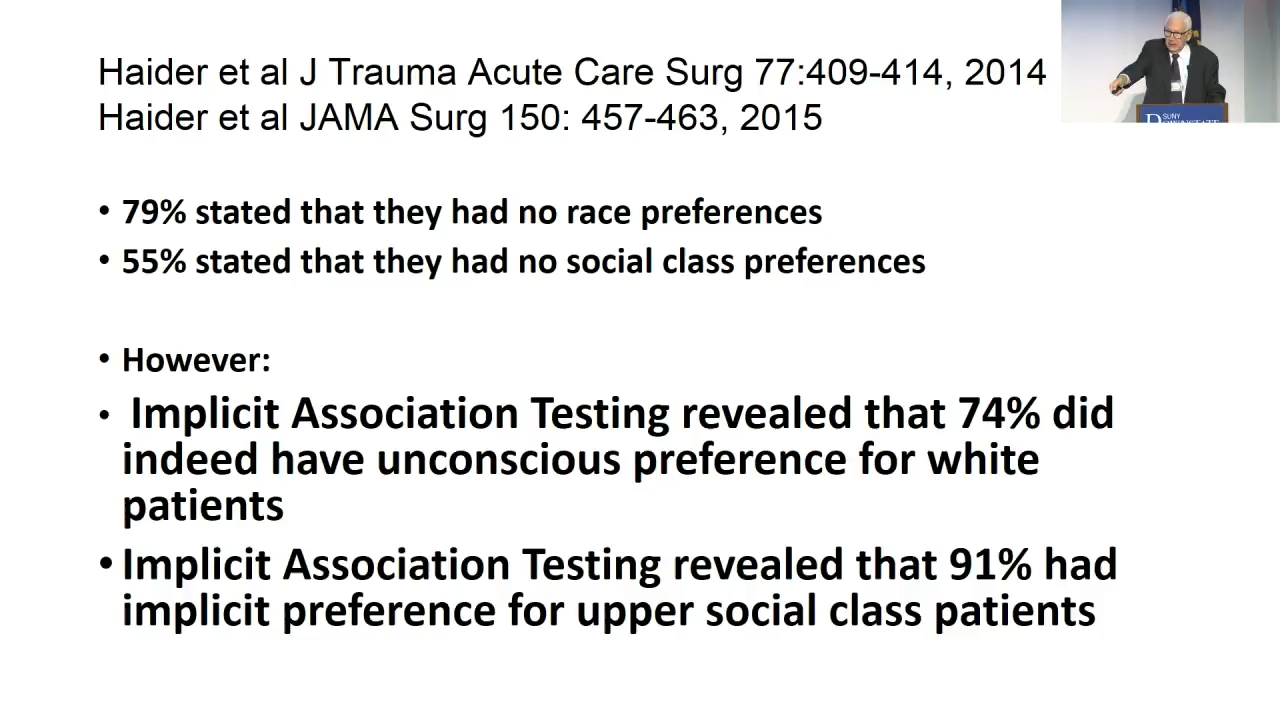 Haider et al J Trauma Acute Care Surg 77:409-414, 2014
Haider et al JAMA Surg 150: 457-463, 2015
• 79% stated that they had no race preferences
• 55% stated that they had no social class preferences
• However:
• Implicit Association Testing revealed that 74% did
indeed have unconscious preference for white
patients
• Implicit Association Testing revealed that 91% had
implicit preference for upper social class patients
SUNY